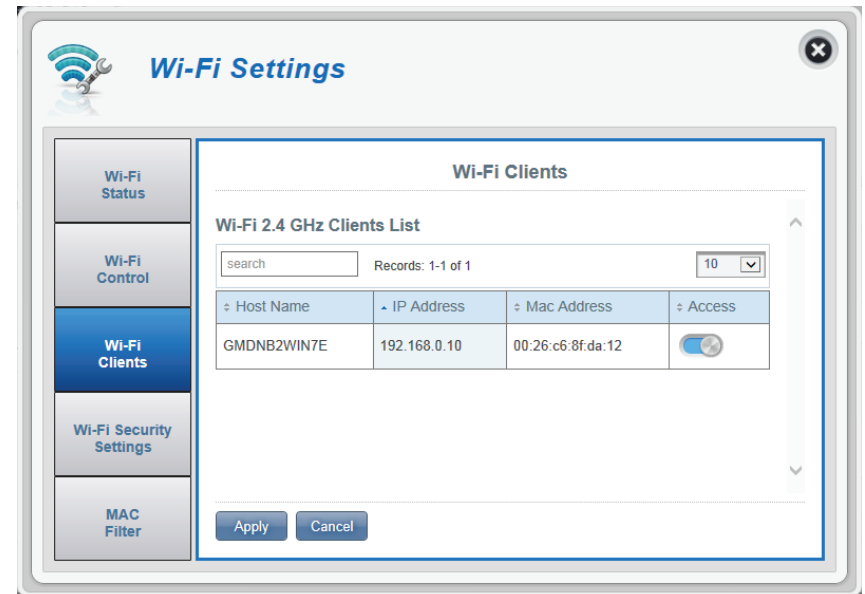 Wi-Fi Settings
Wi-Fi
Status
Wi-Fi
Control
Wi-Fi
Clients
Wi-Fi Security
Settings
MAC
Filter
Wi-Fi Clients
Wi-Fi 2.4 GHz Clients List
search Records: 1-1 of 1 10
Host Name IP Address Mac Address Access
GMDNB2WIN7E 192.168.0.10 00:26:c6:8f:da:12
Apply Cancel